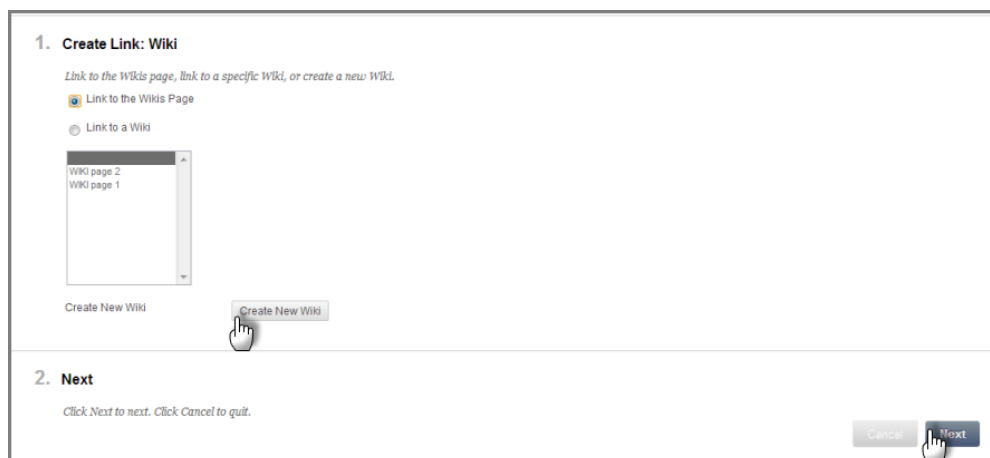 1. Create Link: Wiki
Link to the Wikis page, link to a specific Wiki, or create a new Wiki.
Link to the Wikis Page
Link to a Wiki
WIKI page 2
WIKI page 1
Create New Wiki
Create New Wiki
2. Next
Click Next to next. Click Cancel to quit.
Cancel
Next